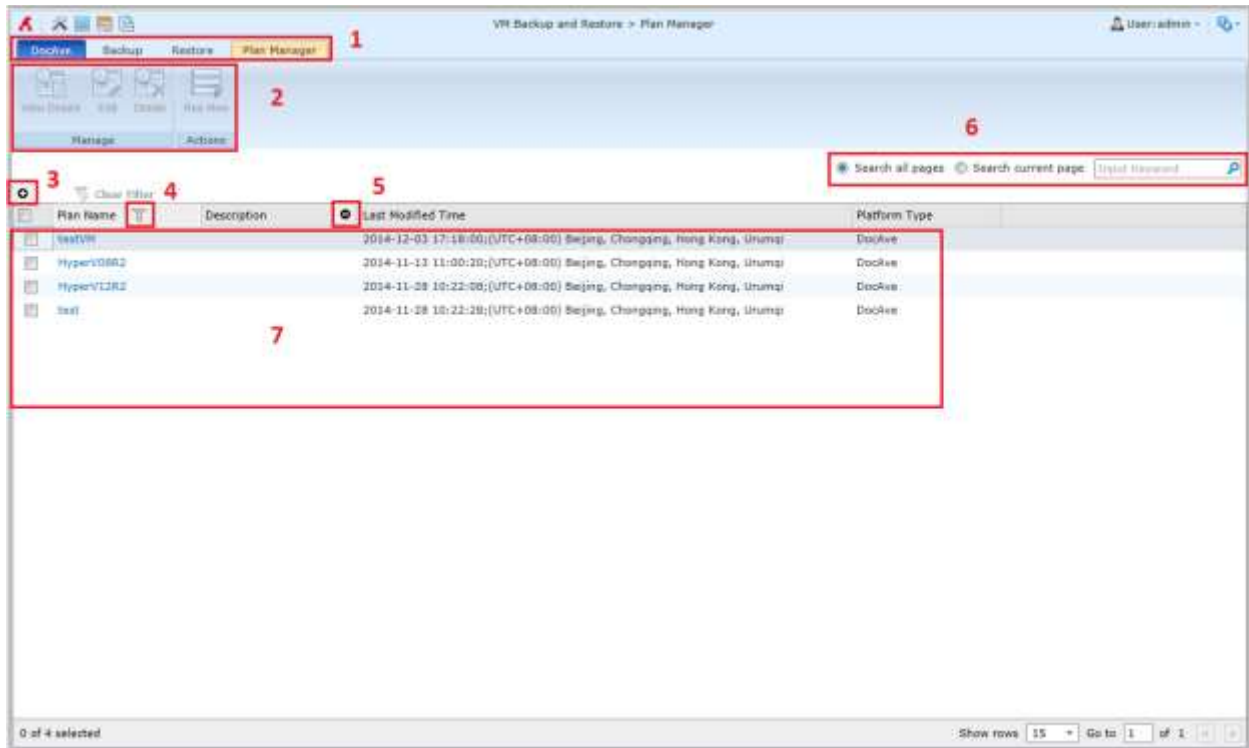 VM Backup and Restore > Plan Manager
User: admin
DocAve Backup Restore Plan Manager 1
View Details Edit Delete Run Now
2
Manage Actions
6
Search all pages Search current page Input Keyword
3 Clear Filter 4 5
Plan Name Description Last Modified Time Platform Type
testVM 2014-12-03 17:18:00;(UTC+08:00) Beijing, Chongqing, Hong Kong, Urumqi DocAve
HyperV08R2 2014-11-13 11:00:20;(UTC+08:00) Beijing, Chongqing, Hong Kong, Urumqi DocAve
HyperV12R2 2014-11-28 10:22:08;(UTC+08:00) Beijing, Chongqing, Hong Kong, Urumqi DocAve
test 2014-11-28 10:22:28;(UTC+08:00) Beijing, Chongqing, Hong Kong, Urumqi DocAve
7
0 of 4 selected Show rows 15 Go to 1 of 1